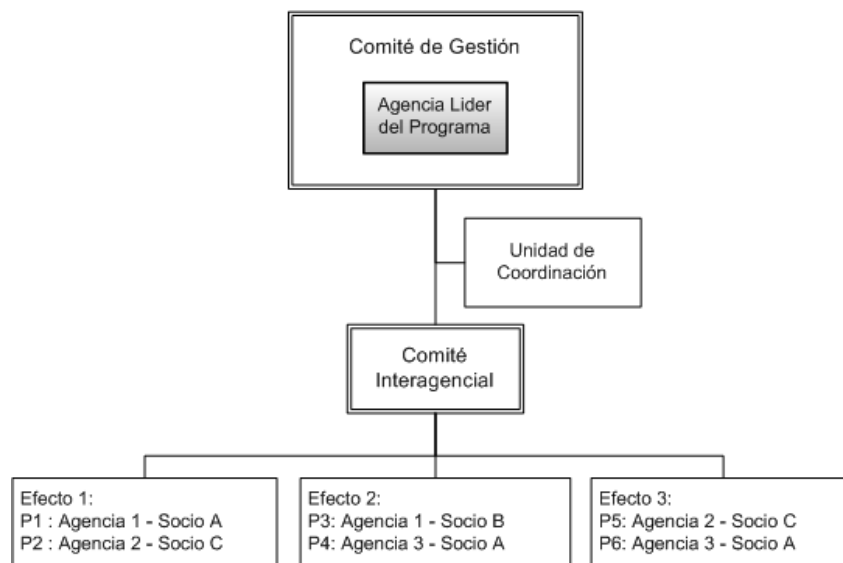 Comité de Gestión
Agencia Lider
del Programa
Unidad de
Coordinación
Comité
Interagencial
Efecto 1:
P1 : Agencia 1 - Socio A
P2 : Agencia 2 - Socio C
Efecto 2:
P3: Agencia 1 - Socio B
P4: Agencia 3 - Socio A
Efecto 3:
P5: Agencia 2 - Socio C
P6: Agencia 3 - Socio A